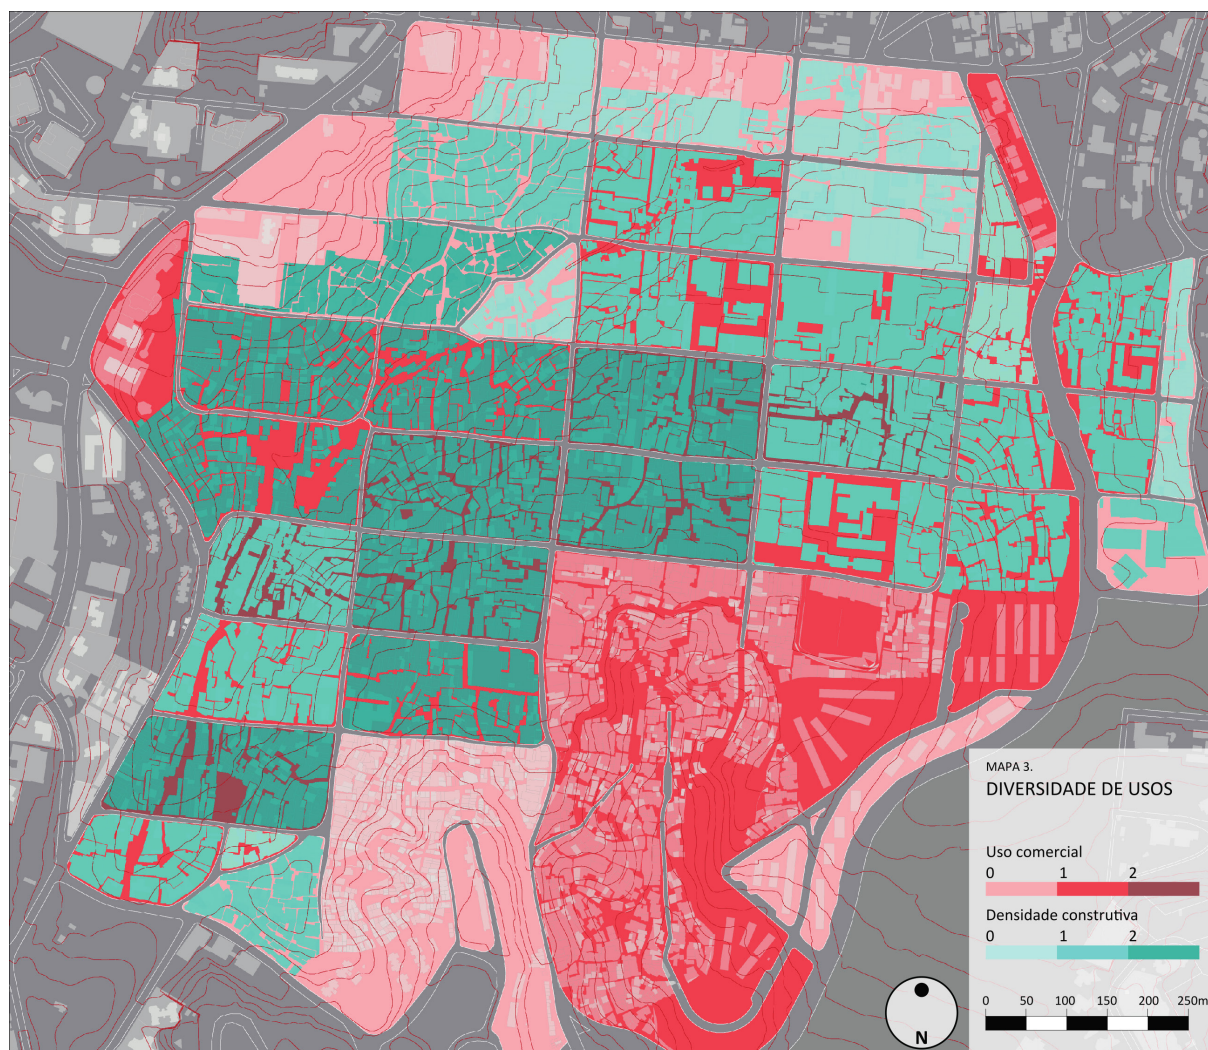 MAPA 3.
DIVERSIDADE DE USOS
Uso comercial
0 1 2
Densidade construtiva
0 1 2
0 50 100 150 200 250m
N